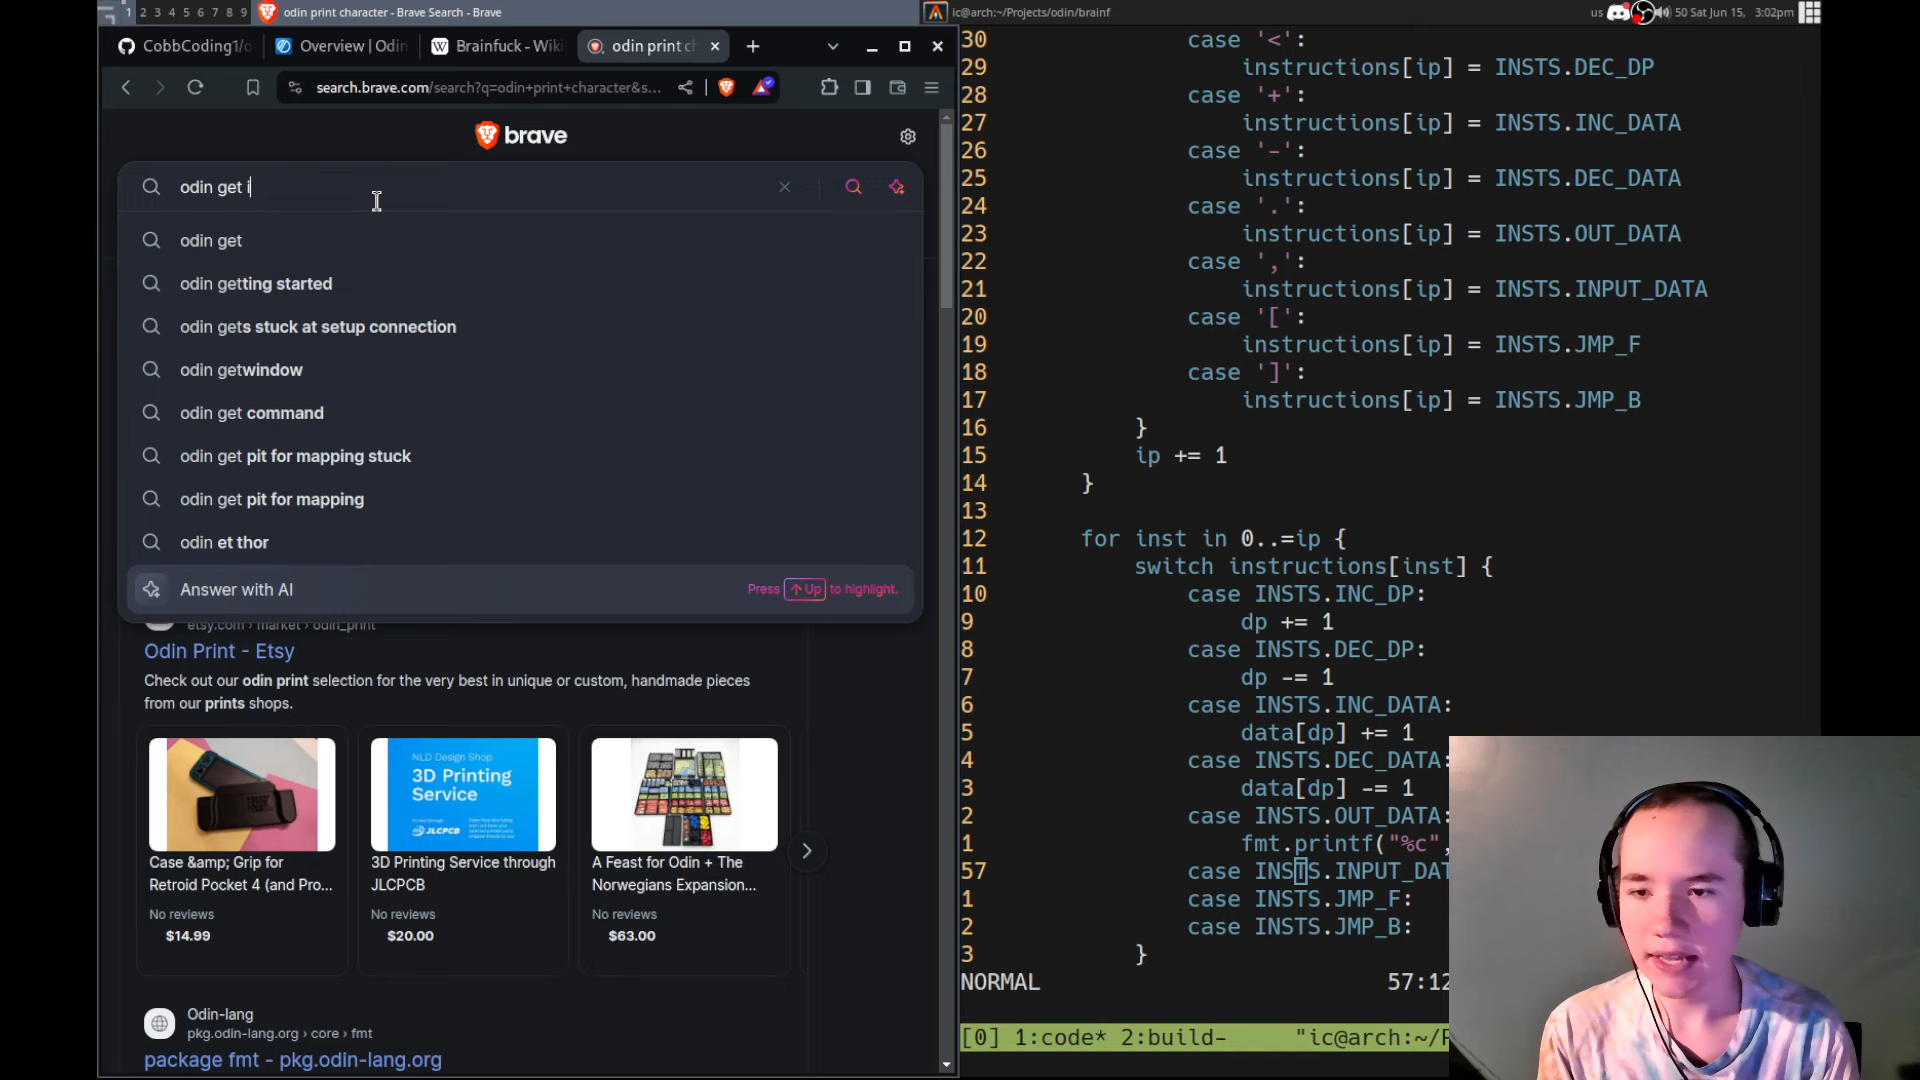 1 2 3 4 5 6 7 8 9 odin print character - Brave Search - Brave
ic@arch:~/Projects/odin/brainf
us 50 Sat Jun 15, 3:02pm
CobbCoding1/o
Overview | Odin
Brainfuck - Wiki
odin print ch
search.brave.com/search?q=odin+print+character&s...
brave
odin get i
odin get
odin getting started
odin gets stuck at setup connection
odin getwindow
odin get command
odin get pit for mapping stuck
odin get pit for mapping
odin et thor
Answer with AI
Press Up to highlight.
etsy.com › market › odin_print
Odin Print - Etsy
Check out our odin print selection for the very best in unique or custom, handmade pieces
from our prints shops.
NLD Design Shop
3D Printing
Service
JLCPCB
Case &amp; Grip for
Retroid Pocket 4 (and Pro...
No reviews
$14.99
3D Printing Service through
JLCPCB
No reviews
$20.00
A Feast for Odin + The
Norwegians Expansion...
No reviews
$63.00
Odin-lang
pkg.odin-lang.org › core › fmt
package fmt - pkg.odin-lang.org
30 case '<':
29 instructions[ip] = INSTS.DEC_DP
28 case '+':
27 instructions[ip] = INSTS.INC_DATA
26 case '-':
25 instructions[ip] = INSTS.DEC_DATA
24 case '.':
23 instructions[ip] = INSTS.OUT_DATA
22 case ',':
21 instructions[ip] = INSTS.INPUT_DATA
20 case '[':
19 instructions[ip] = INSTS.JMP_F
18 case ']':
17 instructions[ip] = INSTS.JMP_B
16 }
15 ip += 1
14 }
13
12 for inst in 0..=ip {
11 switch instructions[inst] {
10 case INSTS.INC_DP:
9 dp += 1
8 case INSTS.DEC_DP:
7 dp -= 1
6 case INSTS.INC_DATA:
5 data[dp] += 1
4 case INSTS.DEC_DATA:
3 data[dp] -= 1
2 case INSTS.OUT_DATA:
1 fmt.printf("%c",
57 case INSTS.INPUT_DAT
1 case INSTS.JMP_F:
2 case INSTS.JMP_B:
3 }
NORMAL 57:12
[0] 1:code* 2:build- "ic@arch:~/P